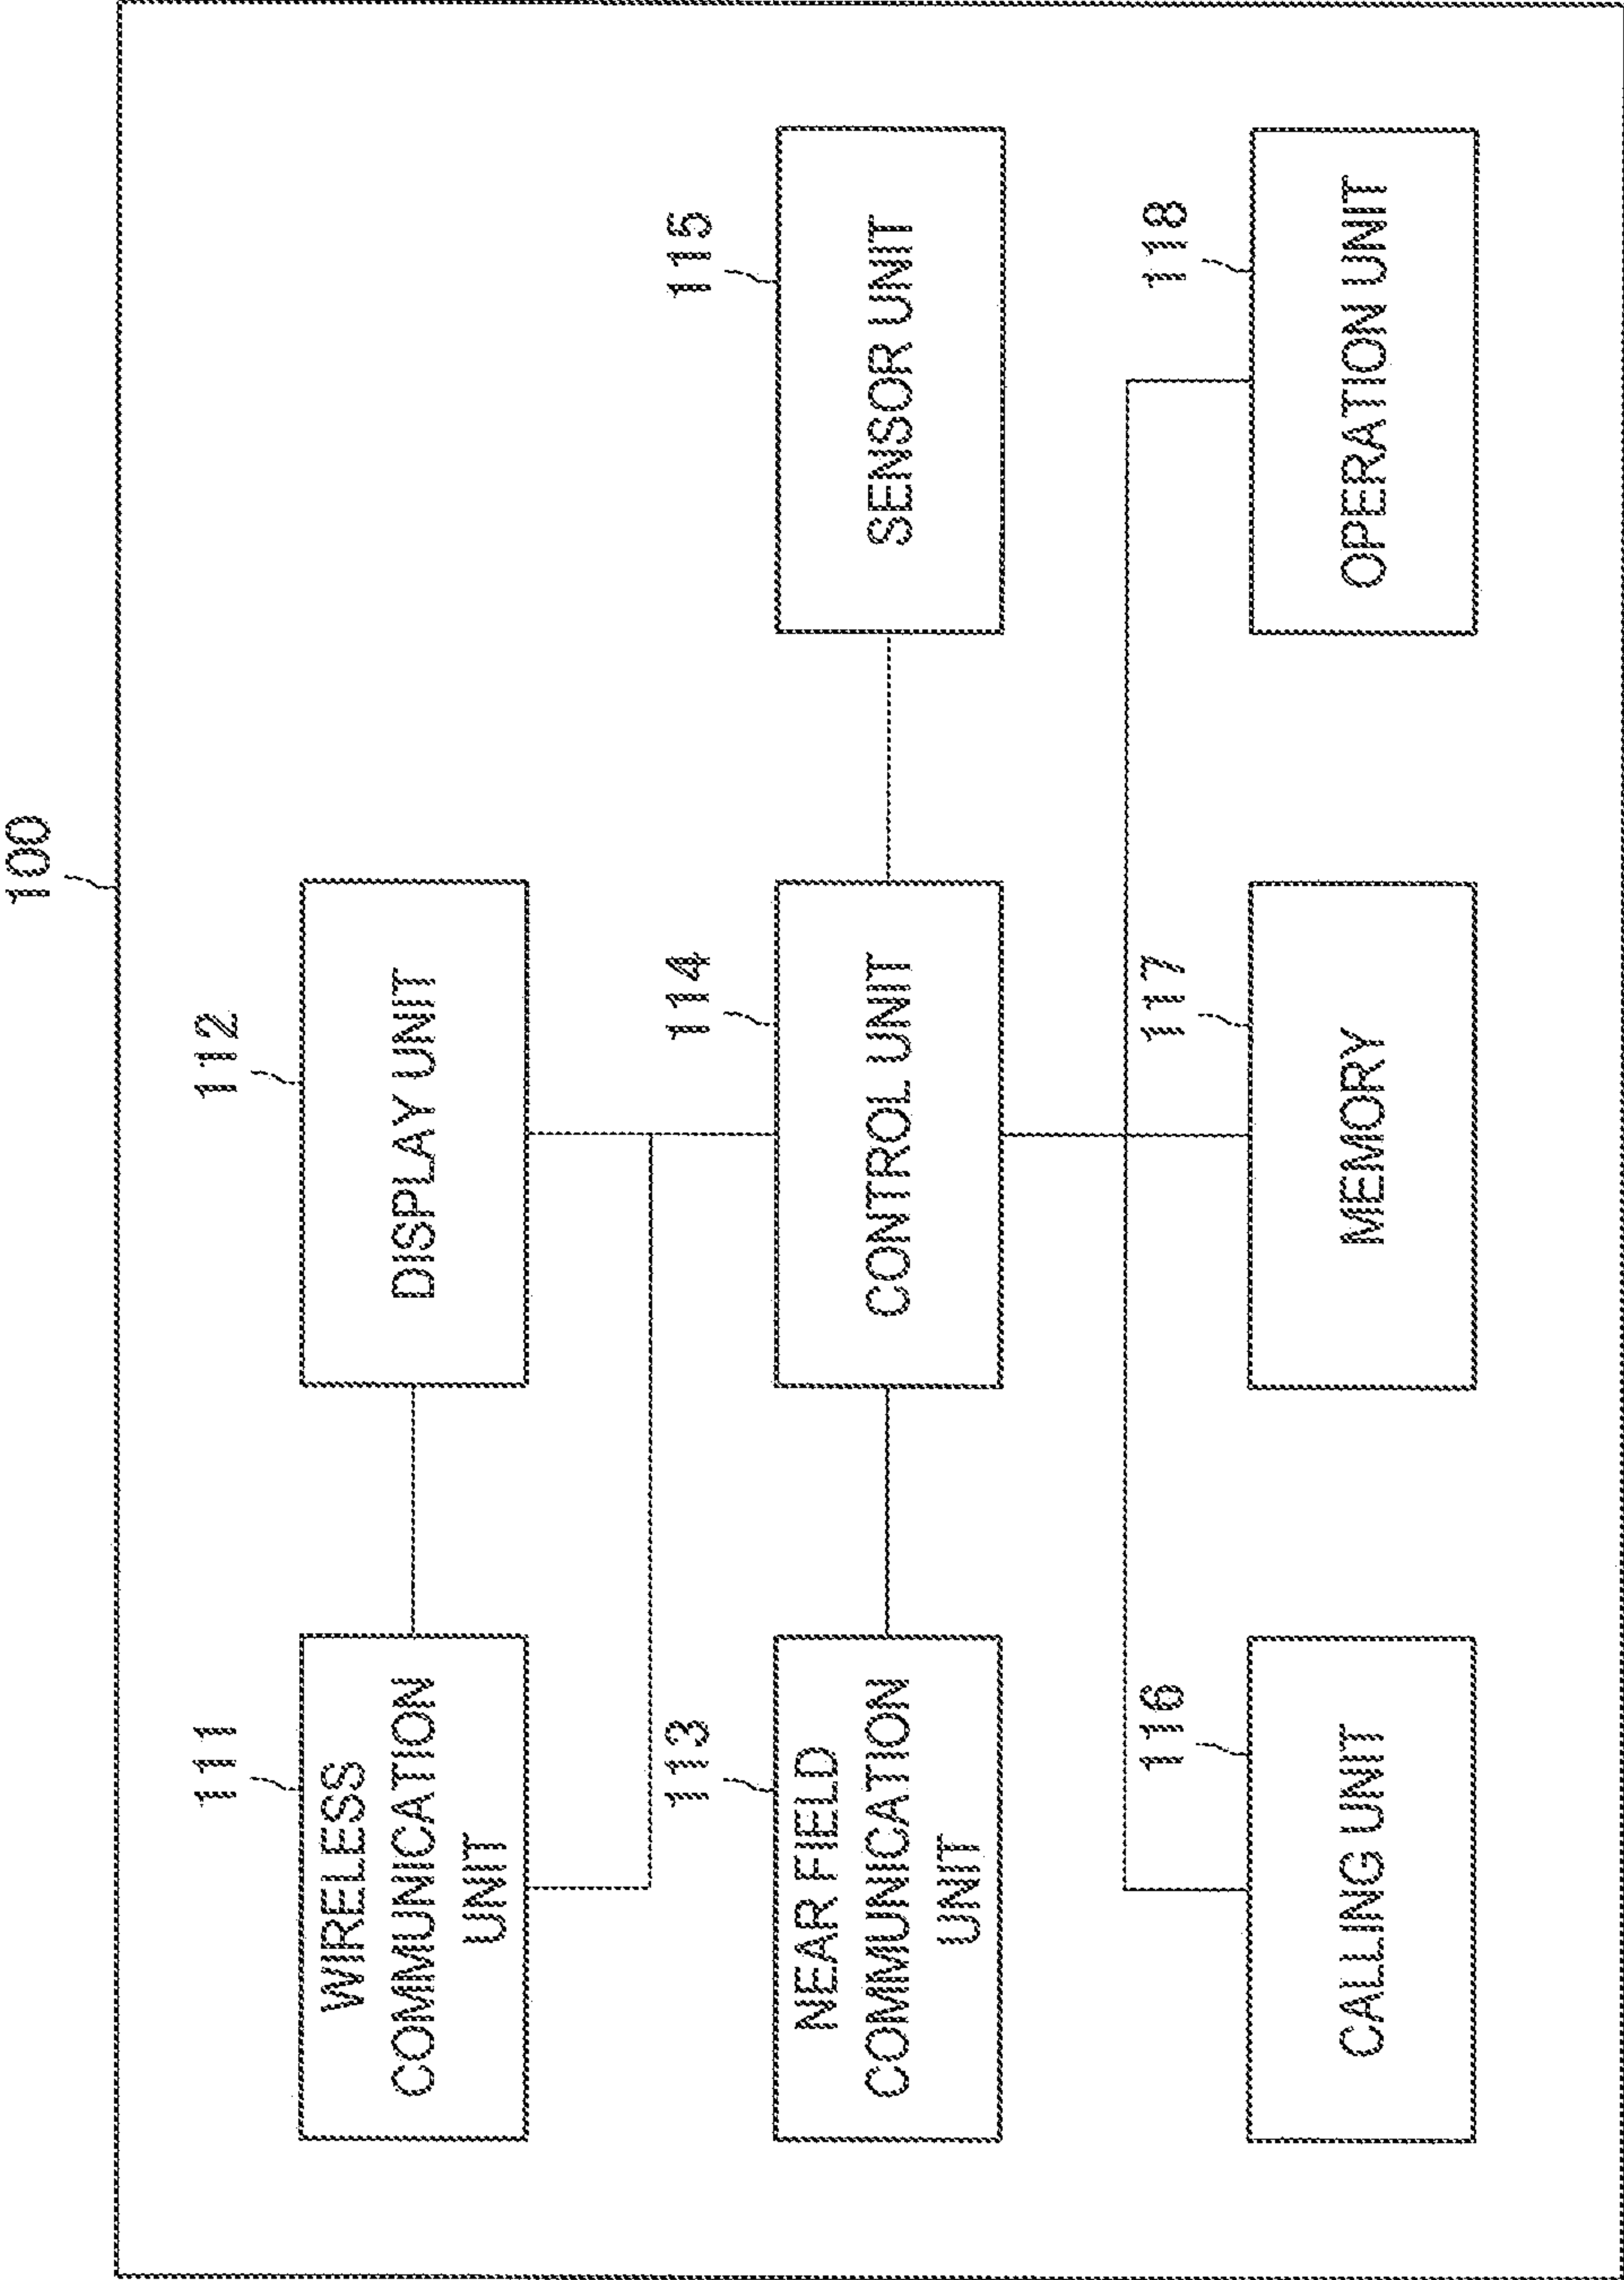 100
111
WIRELESS
COMMUNICATION
UNIT
112
DISPLAY UNIT
113
NEAR FIELD
COMMUNICATION
UNIT
114
CONTROL UNIT
115
SENSOR UNIT
116
CALLING UNIT
117
MEMORY
118
OPERATION UNIT